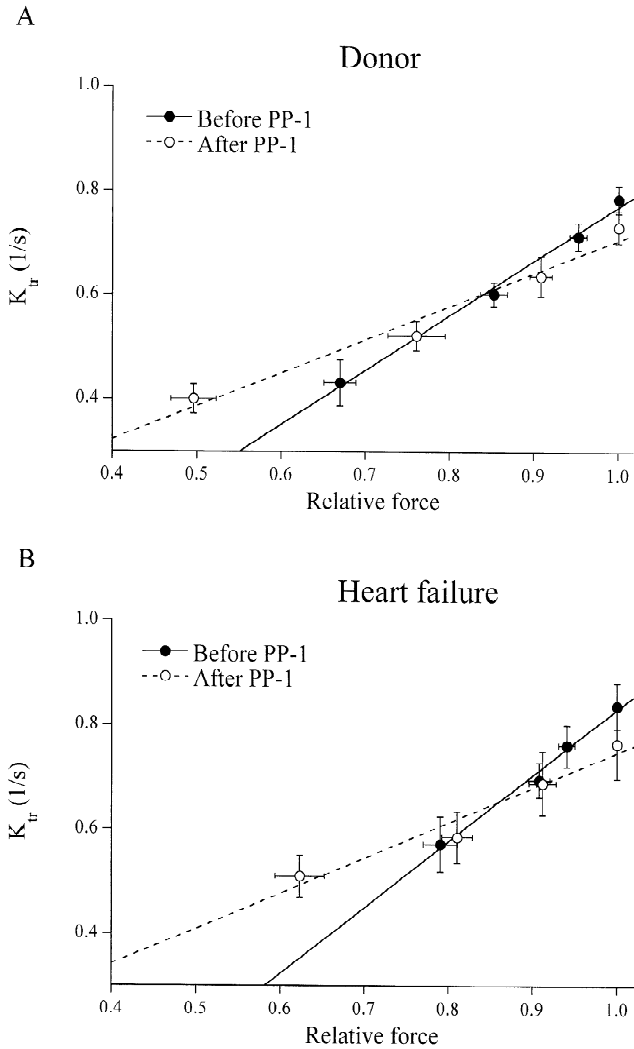 A
Donor
1.0
Before PP-1
After PP-1
0.8
0.6
0.4
Ktr (1/s)
0.4 0.5 0.6 0.7 0.8 0.9 1.0
Relative force
B
Heart failure
1.0
Before PP-1
After PP-1
0.8
0.6
0.4
Ktr (1/s)
0.4 0.5 0.6 0.7 0.8 0.9 1.0
Relative force